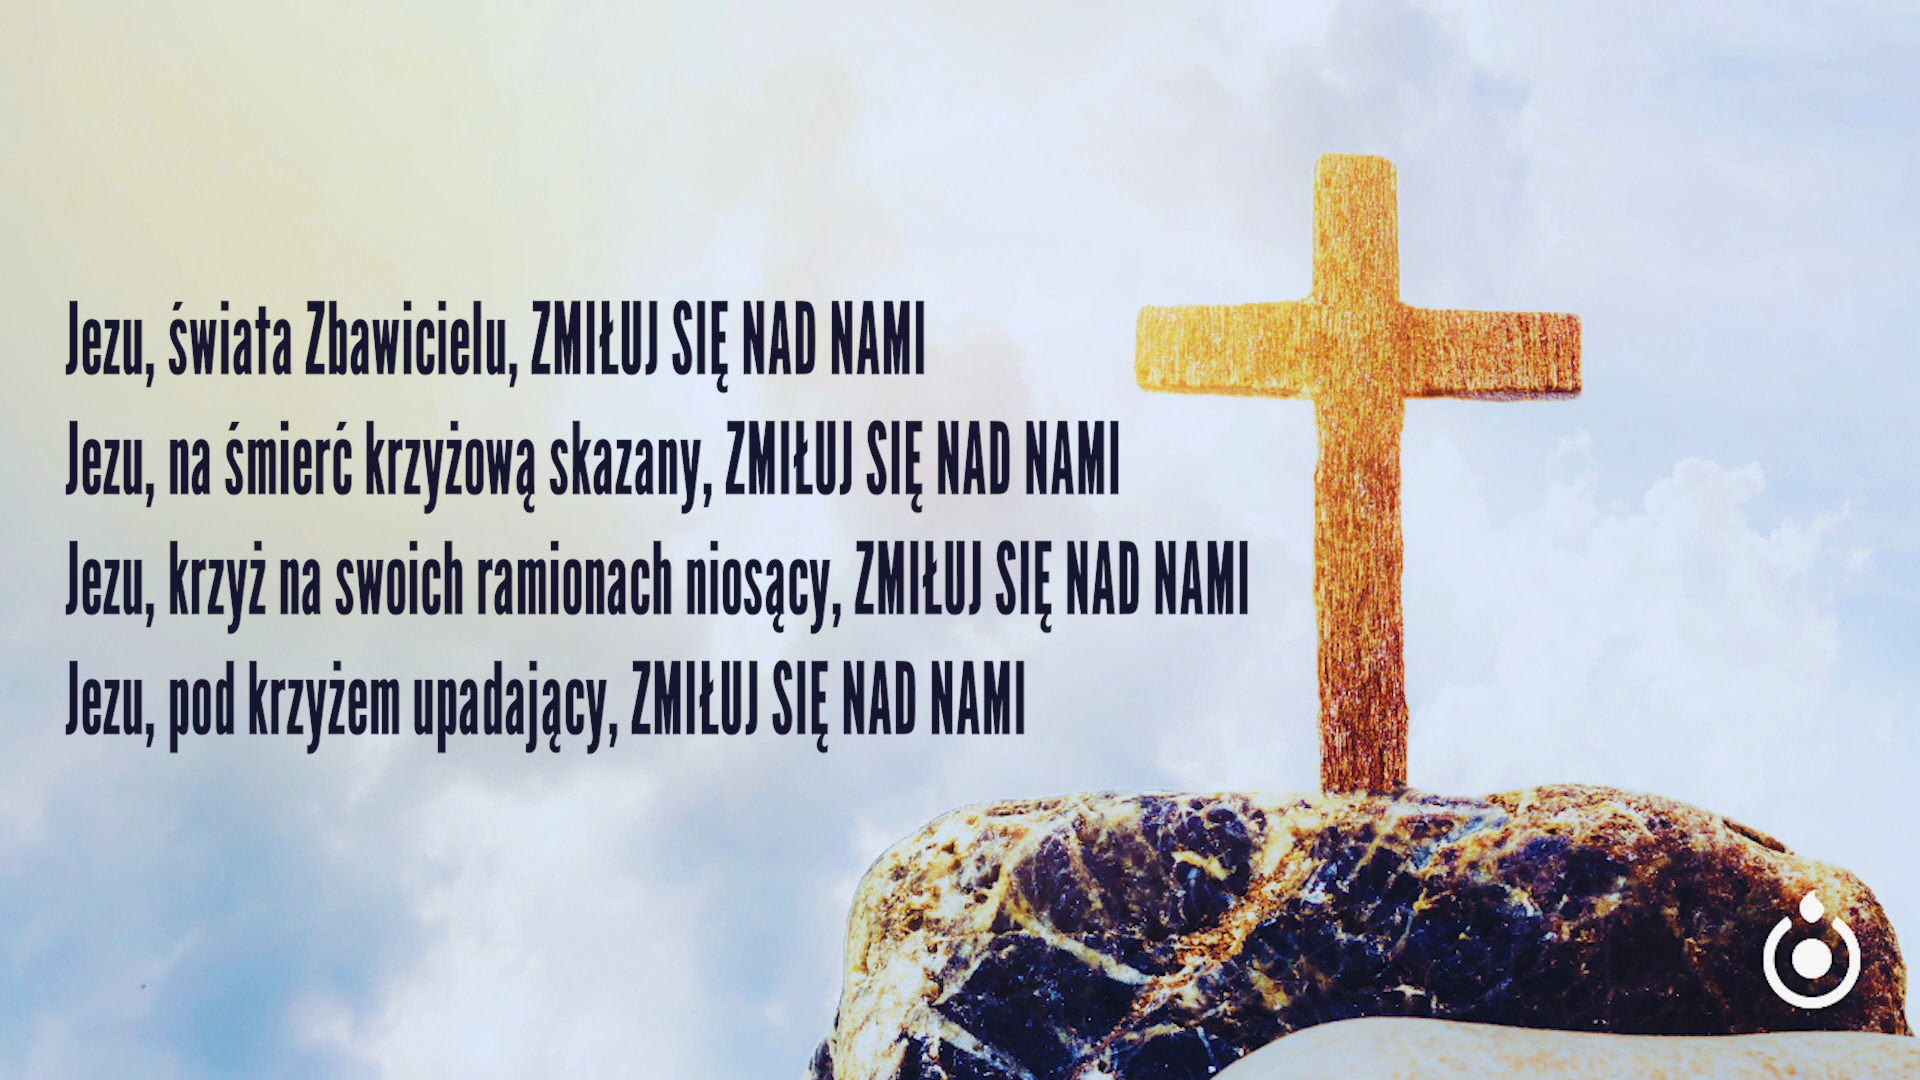 Jezu, świata Zbawicielu, ZMIŁUJ SIĘ NAD NAMI
Jezu, na śmierć krzyżową skazany, ZMIŁUJ SIĘ NAD NAMI
Jezu, krzyż na swoich ramionach niosący, ZMIŁUJ SIĘ NAD NAMI
Jezu, pod krzyżem upadający, ZMIŁUJ SIĘ NAD NAMI